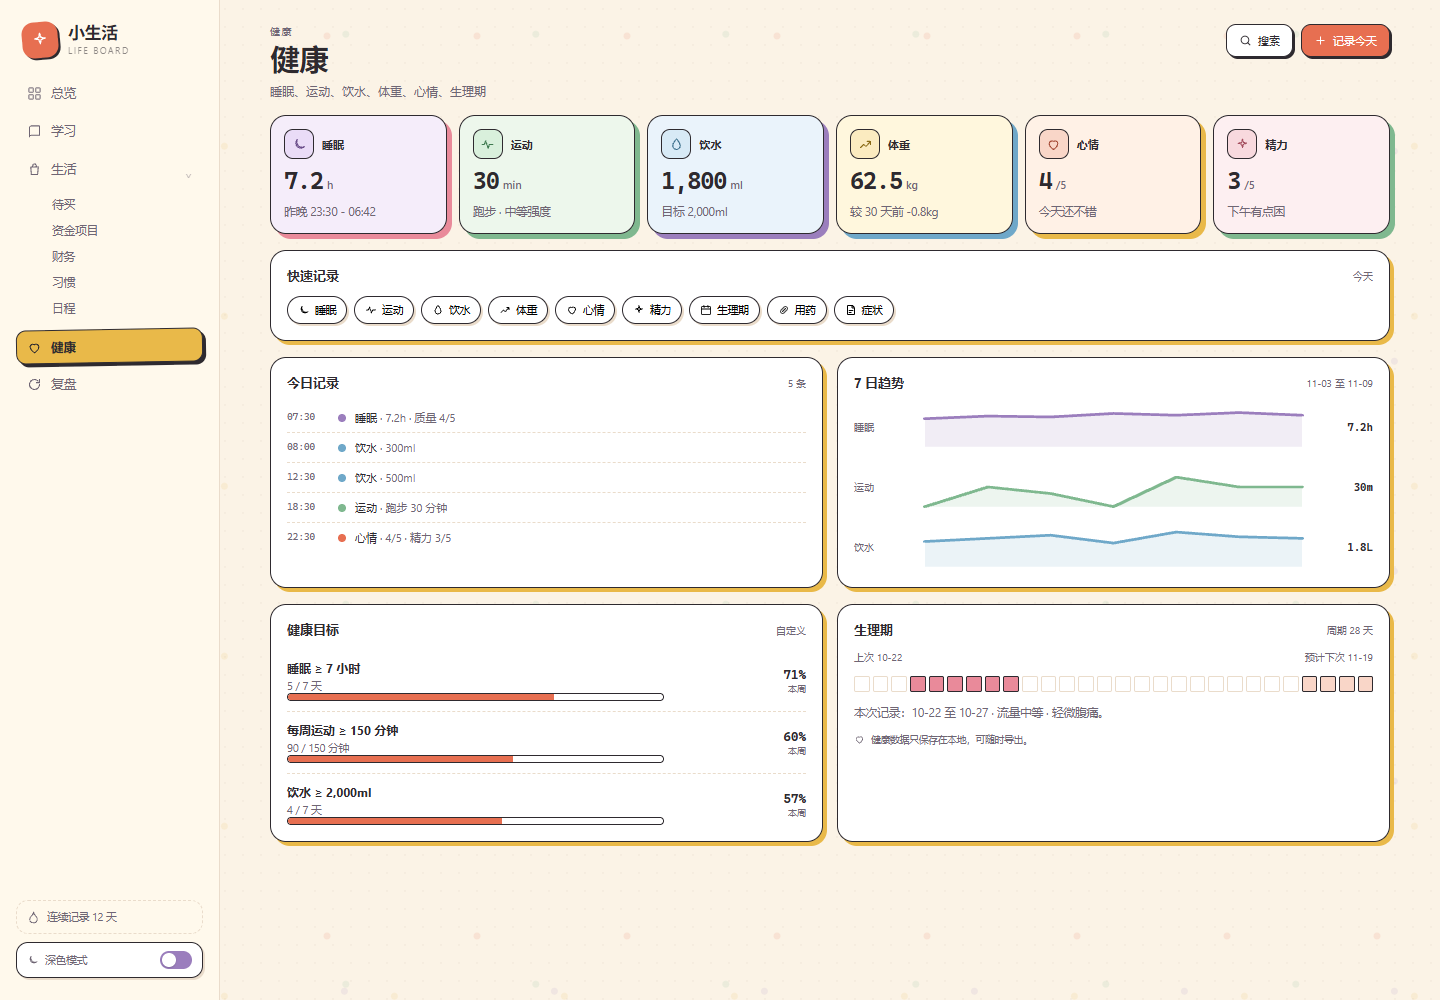 小生活
LIFE BOARD
总览
学习
生活
待买
资金项目
财务
习惯
日程
健康
复盘
连续记录 12 天
深色模式
健康
健康
睡眠、运动、饮水、体重、心情、生理期
搜索
记录今天
睡眠
7.2 h
昨晚 23:30 - 06:42
运动
30 min
跑步 · 中等强度
饮水
1,800 ml
目标 2,000ml
体重
62.5 kg
较 30 天前 -0.8kg
心情
4 /5
今天还不错
精力
3 /5
下午有点困
快速记录
今天
睡眠
运动
饮水
体重
心情
精力
生理期
用药
症状
今日记录
5 条
07:30 睡眠 · 7.2h · 质量 4/5
08:00 饮水 · 300ml
12:30 饮水 · 500ml
18:30 运动 · 跑步 30 分钟
22:30 心情 · 4/5 · 精力 3/5
7 日趋势
11-03 至 11-09
睡眠 7.2h
运动 30m
饮水 1.8L
健康目标
自定义
睡眠 ≥ 7 小时
5 / 7 天
71%
本周
每周运动 ≥ 150 分钟
90 / 150 分钟
60%
本周
饮水 ≥ 2,000ml
4 / 7 天
57%
本周
生理期
周期 28 天
上次 10-22
预计下次 11-19
本次记录：10-22 至 10-27 · 流量中等 · 轻微腹痛。
健康数据只保存在本地，可随时导出。